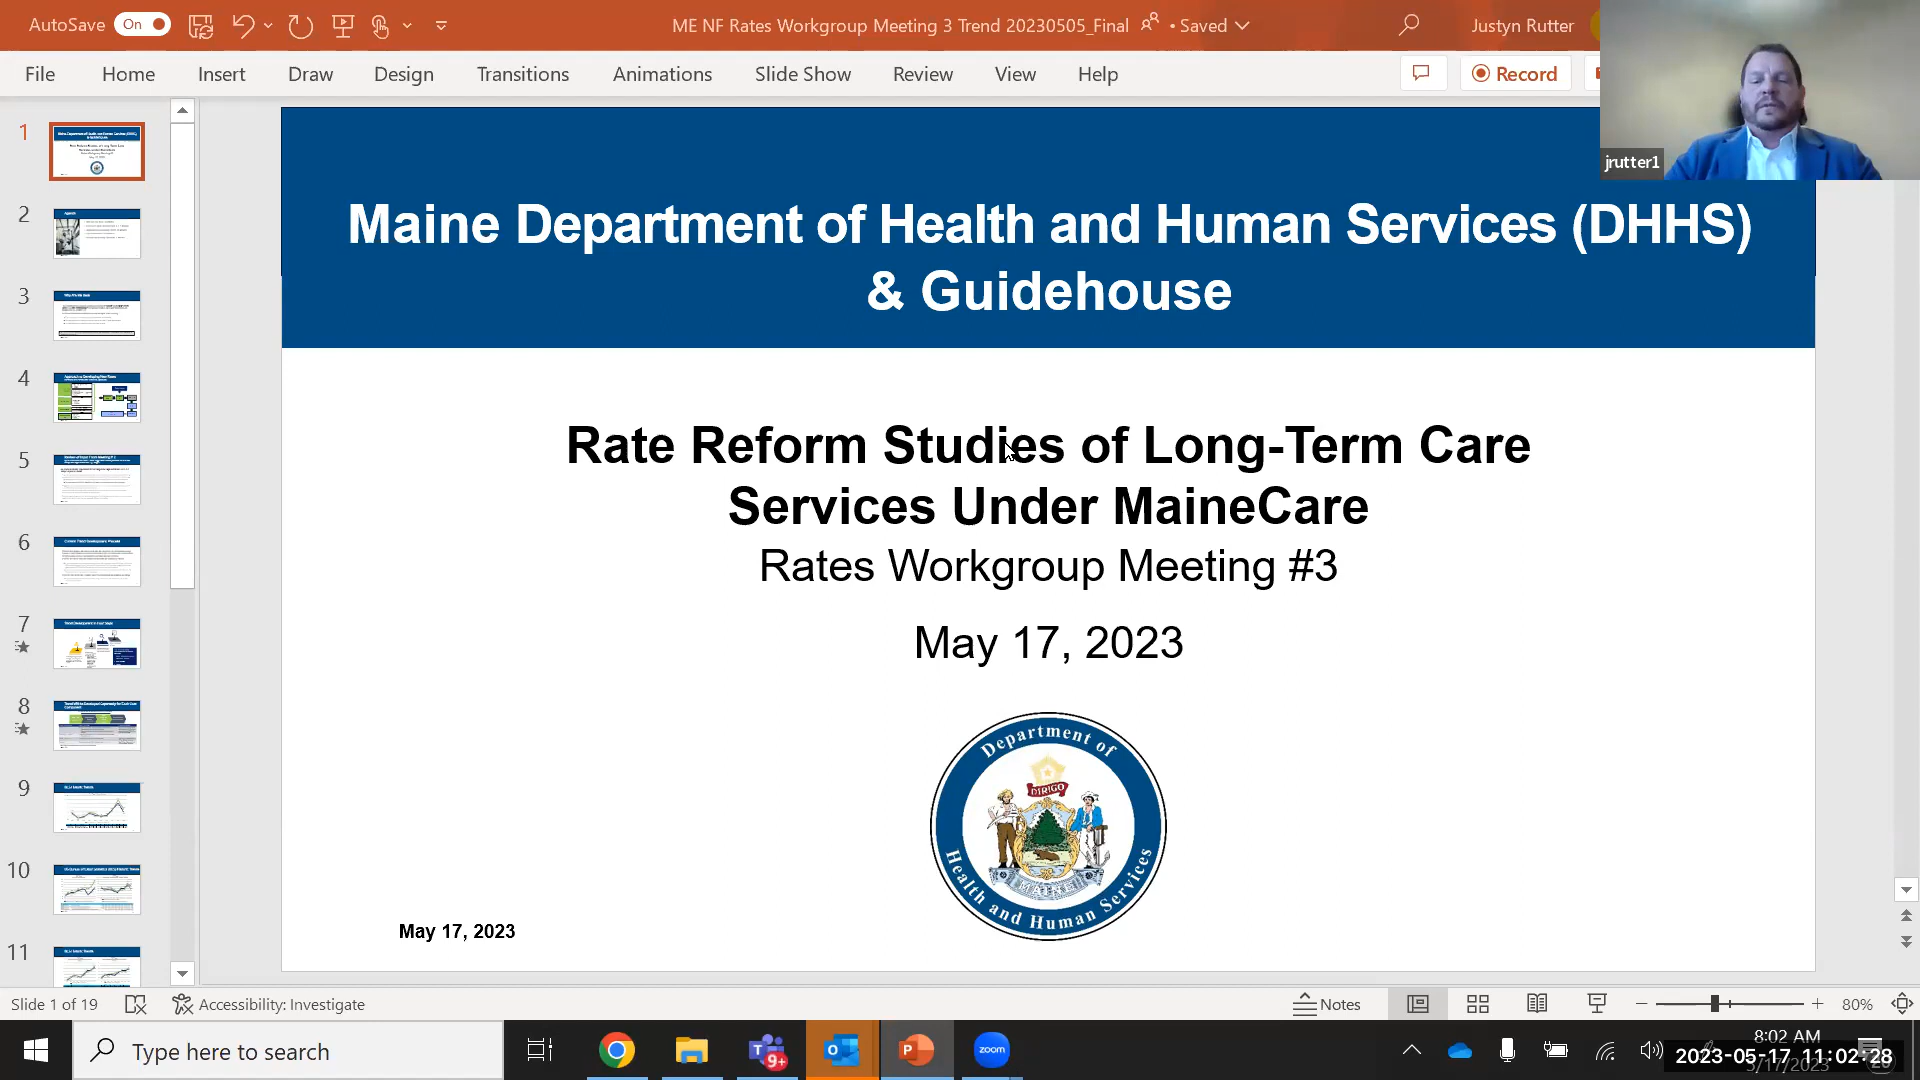 AutoSave On
ME NF Rates Workgroup Meeting 3 Trend 20230505_Final • Saved
Justyn Rutter
File Home Insert Draw Design Transitions Animations Slide Show Review View Help
Record
jrutter1
1
2
3
4
5
6
7
8
9
10
11
Maine Department of Health and Human Services (DHHS)
& Guidehouse
Rate Reform Studies of Long-Term Care
Services Under MaineCare
Rates Workgroup Meeting #3
May 17, 2023
Department of
DIRIGO
MAINE
Health and Human Services
May 17, 2023
Slide 1 of 19
Accessibility: Investigate
Notes
80%
Type here to search
9+
zoom
8:02 AM
2023-05-17 11:02:28